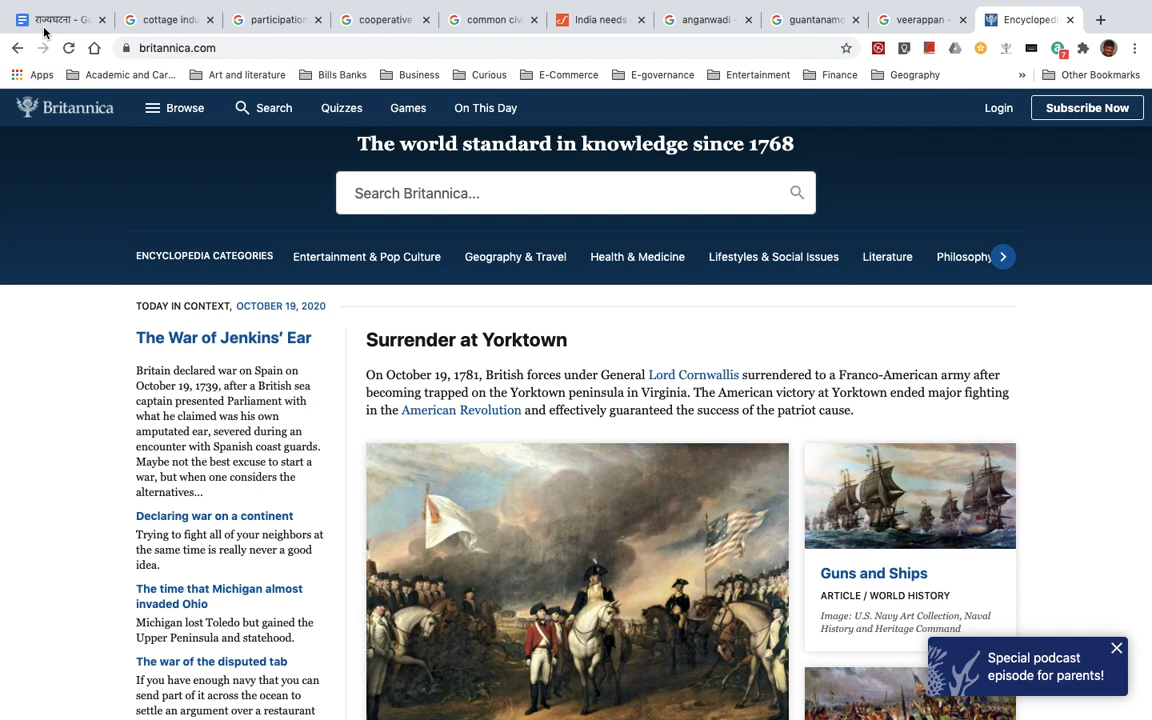 राज्यघटना - Go
cottage indu
participation
cooperative
common civ
India needs
anganwadi -
guantanamo
veerappan -
Encycloped
britannica.com
7
Apps
Academic and Car...
Art and literature
Bills Banks
Business
Curious
E-Commerce
E-governance
Entertainment
Finance
Geography
»
Other Bookmarks
Britannica
Browse
Search
Quizzes
Games
On This Day
Login
Subscribe Now
The world standard in knowledge since 1768
Search Britannica...
ENCYCLOPEDIA CATEGORIES
Entertainment & Pop Culture
Geography & Travel
Health & Medicine
Lifestyles & Social Issues
Literature
Philosophy
TODAY IN CONTEXT, OCTOBER 19, 2020
The War of Jenkins' Ear
Britain declared war on Spain on
October 19, 1739, after a British sea
captain presented Parliament with
what he claimed was his own
amputated ear, severed during an
encounter with Spanish coast guards.
Maybe not the best excuse to start a
war, but when one considers the
alternatives...
Declaring war on a continent
Trying to fight all of your neighbors at
the same time is really never a good
idea.
The time that Michigan almost
invaded Ohio
Michigan lost Toledo but gained the
Upper Peninsula and statehood.
The war of the disputed tab
If you have enough navy that you can
send part of it across the ocean to
settle an argument over a restaurant
Surrender at Yorktown
On October 19, 1781, British forces under General Lord Cornwallis surrendered to a Franco-American army after
becoming trapped on the Yorktown peninsula in Virginia. The American victory at Yorktown ended major fighting
in the American Revolution and effectively guaranteed the success of the patriot cause.
Guns and Ships
ARTICLE / WORLD HISTORY
Image: U.S. Navy Art Collection, Naval
History and Heritage Command
Special podcast
episode for parents!